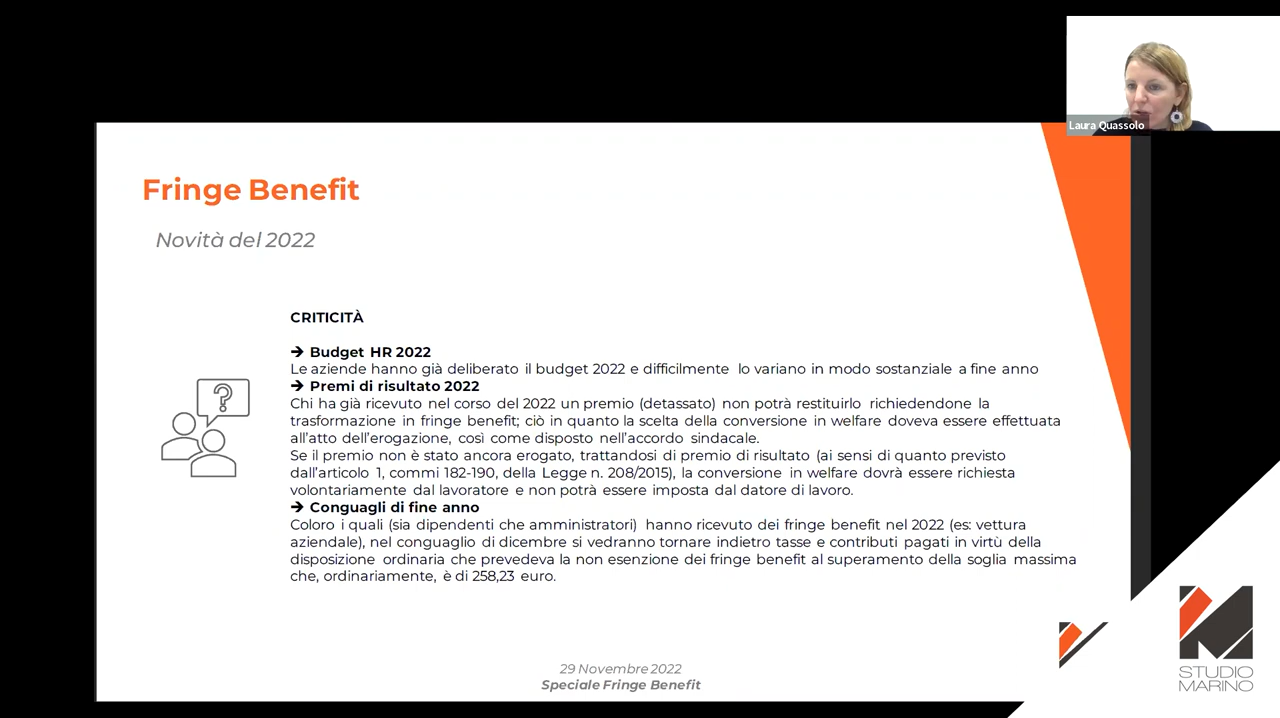 Laura Quassolo
Fringe Benefit
Novità del 2022
CRITICITÀ
→ Budget HR 2022
Le aziende hanno già deliberato il budget 2022 e difficilmente lo variano in modo sostanziale a fine anno
→ Premi di risultato 2022
Chi ha già ricevuto nel corso del 2022 un premio (detassato) non potrà restituirlo richiedendone la
trasformazione in fringe benefit; ciò in quanto la scelta della conversione in welfare doveva essere effettuata
all'atto dell'erogazione, così come disposto nell'accordo sindacale.
Se il premio non è stato ancora erogato, trattandosi di premio di risultato (ai sensi di quanto previsto
dall'articolo 1, commi 182-190, della Legge n. 208/2015), la conversione in welfare dovrà essere richiesta
volontariamente dal lavoratore e non potrà essere imposta dal datore di lavoro.
→ Conguagli di fine anno
Coloro i quali (sia dipendenti che amministratori) hanno ricevuto dei fringe benefit nel 2022 (es: vettura
aziendale), nel conguaglio di dicembre si vedranno tornare indietro tasse e contributi pagati in virtù della
disposizione ordinaria che prevedeva la non esenzione dei fringe benefit al superamento della soglia massima
che, ordinariamente, è di 258,23 euro.
?
29 Novembre 2022
Speciale Fringe Benefit
STUDIO
MARINO